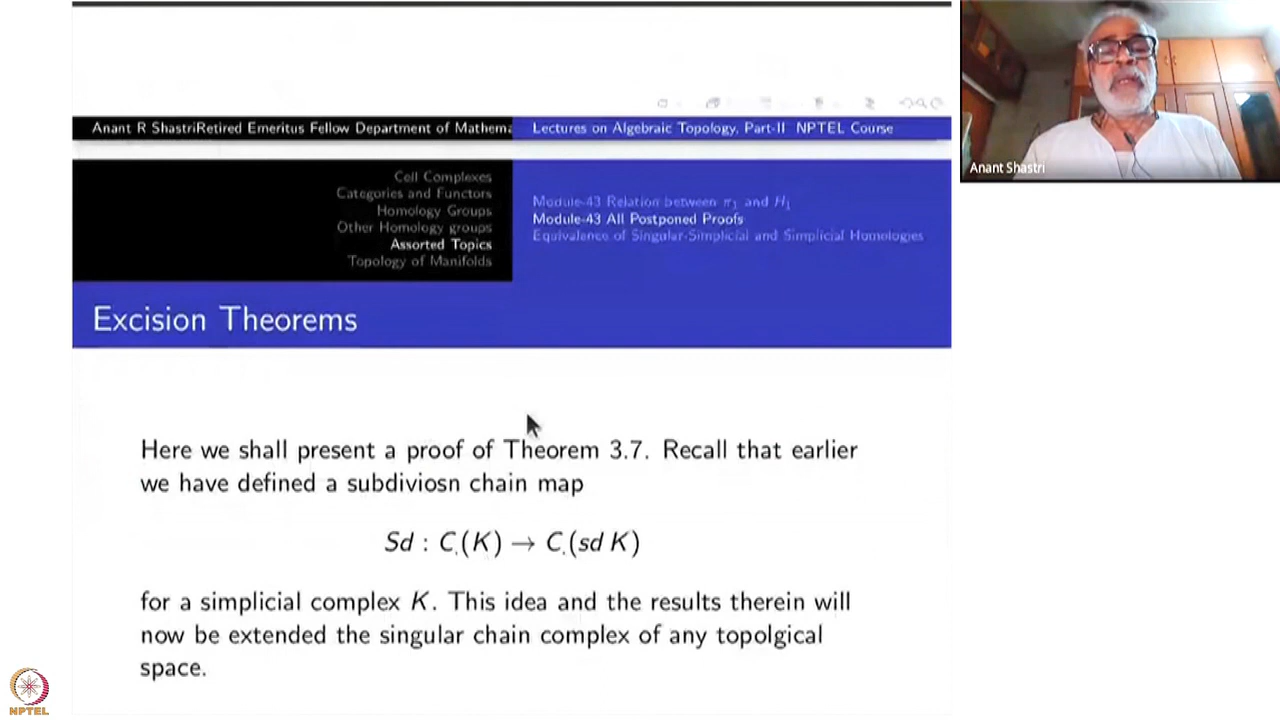 Anant R ShastriRetired Emeritus Fellow Department of Mathema
Lectures on Algebraic Topology, Part-II NPTEL Course
Cell Complexes
Categories and Functors
Homology Groups
Other Homology groups
Assorted Topics
Topology of Manifolds
Module-43 Relation between π₁ and H₁
Module-43 All Postponed Proofs
Equivalence of Singular-Simplicial and Simplicial Homologies
Excision Theorems
Here we shall present a proof of Theorem 3.7. Recall that earlier
we have defined a subdiviosn chain map
Sd : C.(K) → C.(sd K)
for a simplicial complex K. This idea and the results therein will
now be extended the singular chain complex of any topolgical
space.
Anant Shastri
NPTEL